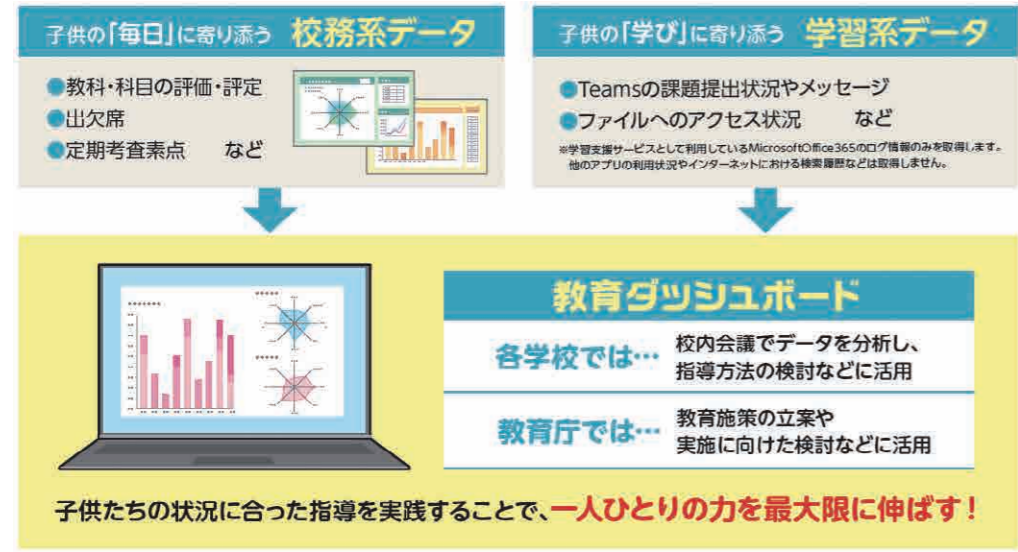 子供の「毎日」に寄り添う 校務系データ
●教科・科目の評価・評定
●出欠席
●定期考査素点 など
子供の「学び」に寄り添う 学習系データ
●Teamsの課題提出状況やメッセージ
●ファイルへのアクセス状況 など
※学習支援サービスとして利用しているMicrosoftOffice365のログ情報のみを取得します。
他のアプリの利用状況やインターネットにおける検索履歴などは取得しません。
教育ダッシュボード
各学校では… 校内会議でデータを分析し、
指導方法の検討などに活用
教育庁では… 教育施策の立案や
実施に向けた検討などに活用
子供たちの状況に合った指導を実践することで、一人ひとりの力を最大限に伸ばす！